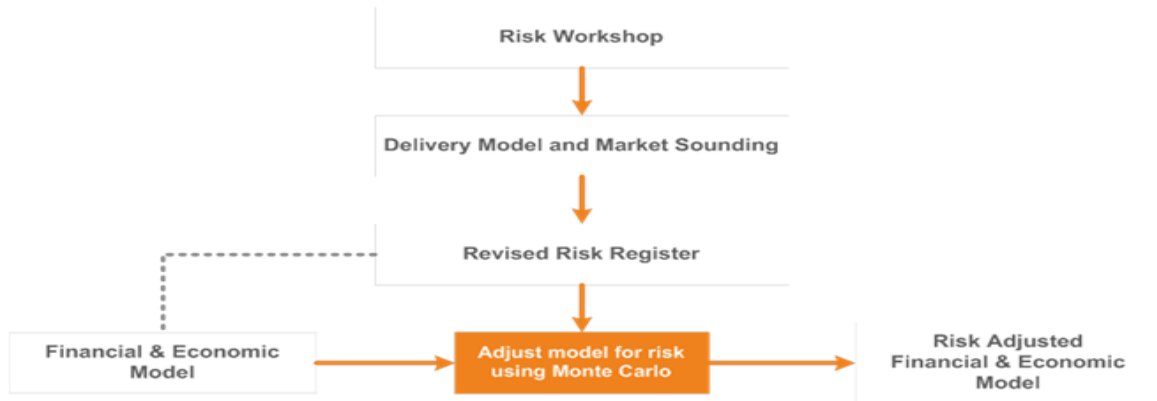 Risk Workshop
Delivery Model and Market Sounding
Revised Risk Register
Financial & Economic
Model
Adjust model for risk
using Monte Carlo
Risk Adjusted
Financial & Economic
Model